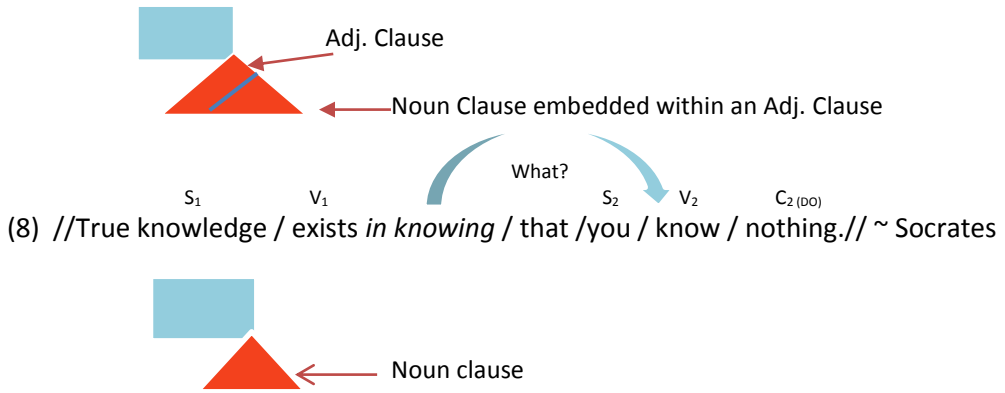 Adj. Clause
Noun Clause embedded within an Adj. Clause
What?
S₁ V₁ S₂ V₂ C₂ (DO)
(8) //True knowledge / exists in knowing / that /you / know / nothing.// ~ Socrates
Noun clause